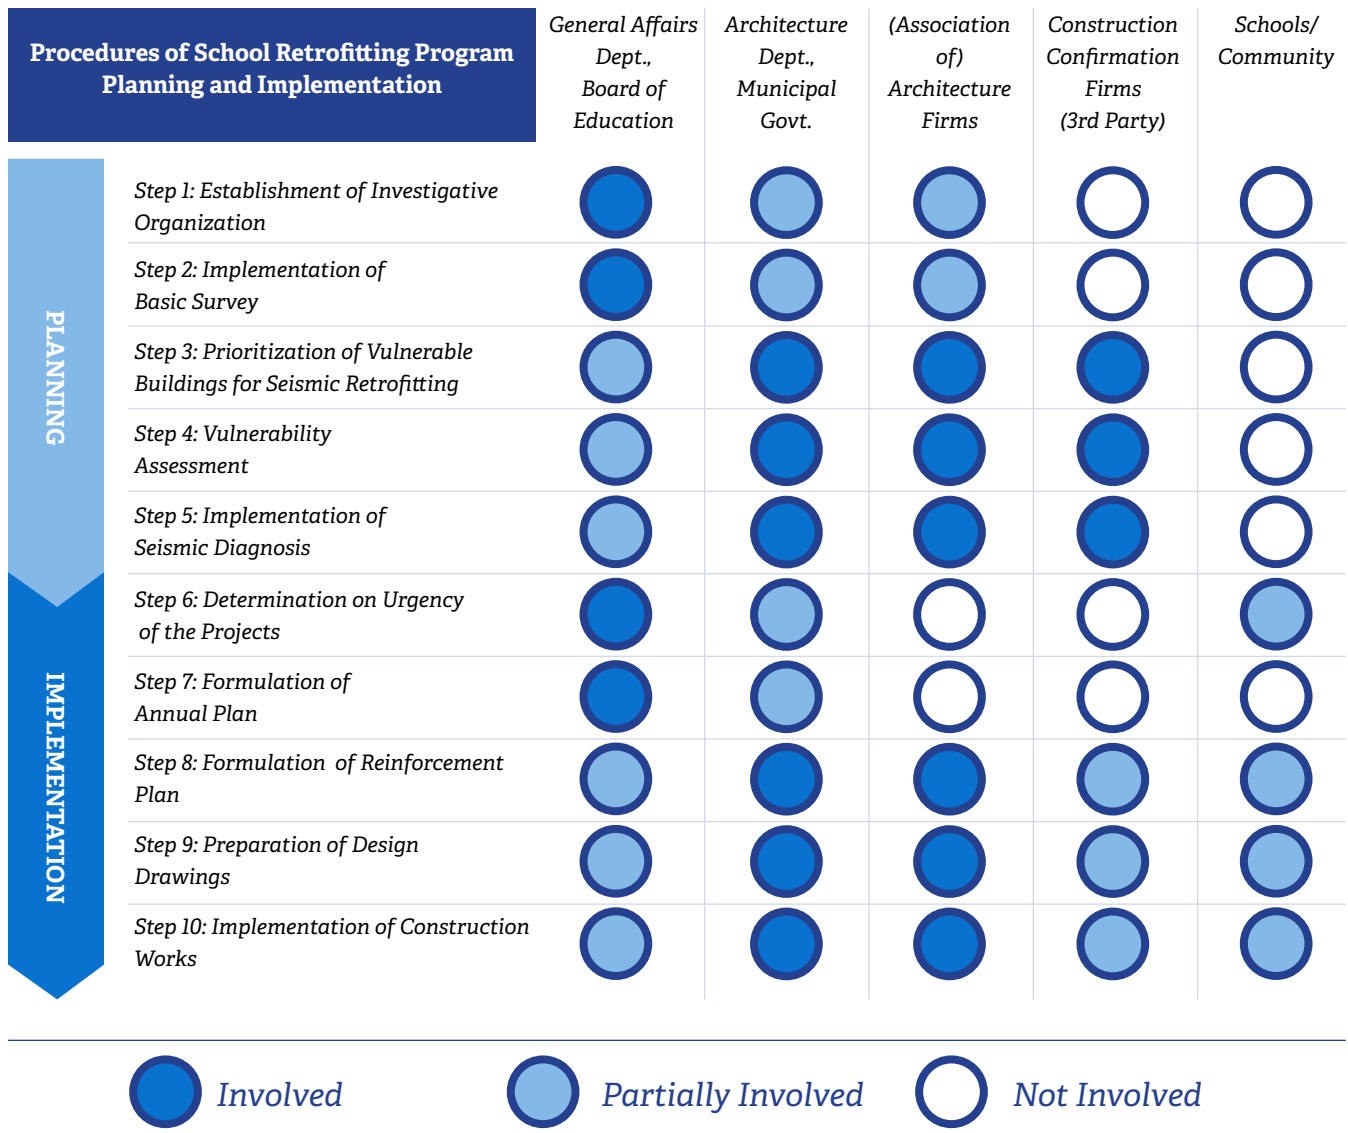 Procedures of School Retrofitting Program
Planning and Implementation
General Affairs
Dept.,
Board of
Education
Architecture
Dept.,
Municipal
Govt.
(Association
of)
Architecture
Firms
Construction
Confirmation
Firms
(3rd Party)
Schools/
Community
PLANNING
Step 1: Establishment of Investigative
Organization
Step 2: Implementation of
Basic Survey
Step 3: Prioritization of Vulnerable
Buildings for Seismic Retrofitting
Step 4: Vulnerability
Assessment
Step 5: Implementation of
Seismic Diagnosis
IMPLEMENTATION
Step 6: Determination on Urgency
of the Projects
Step 7: Formulation of
Annual Plan
Step 8: Formulation of Reinforcement
Plan
Step 9: Preparation of Design
Drawings
Step 10: Implementation of Construction
Works
Involved
Partially Involved
Not Involved